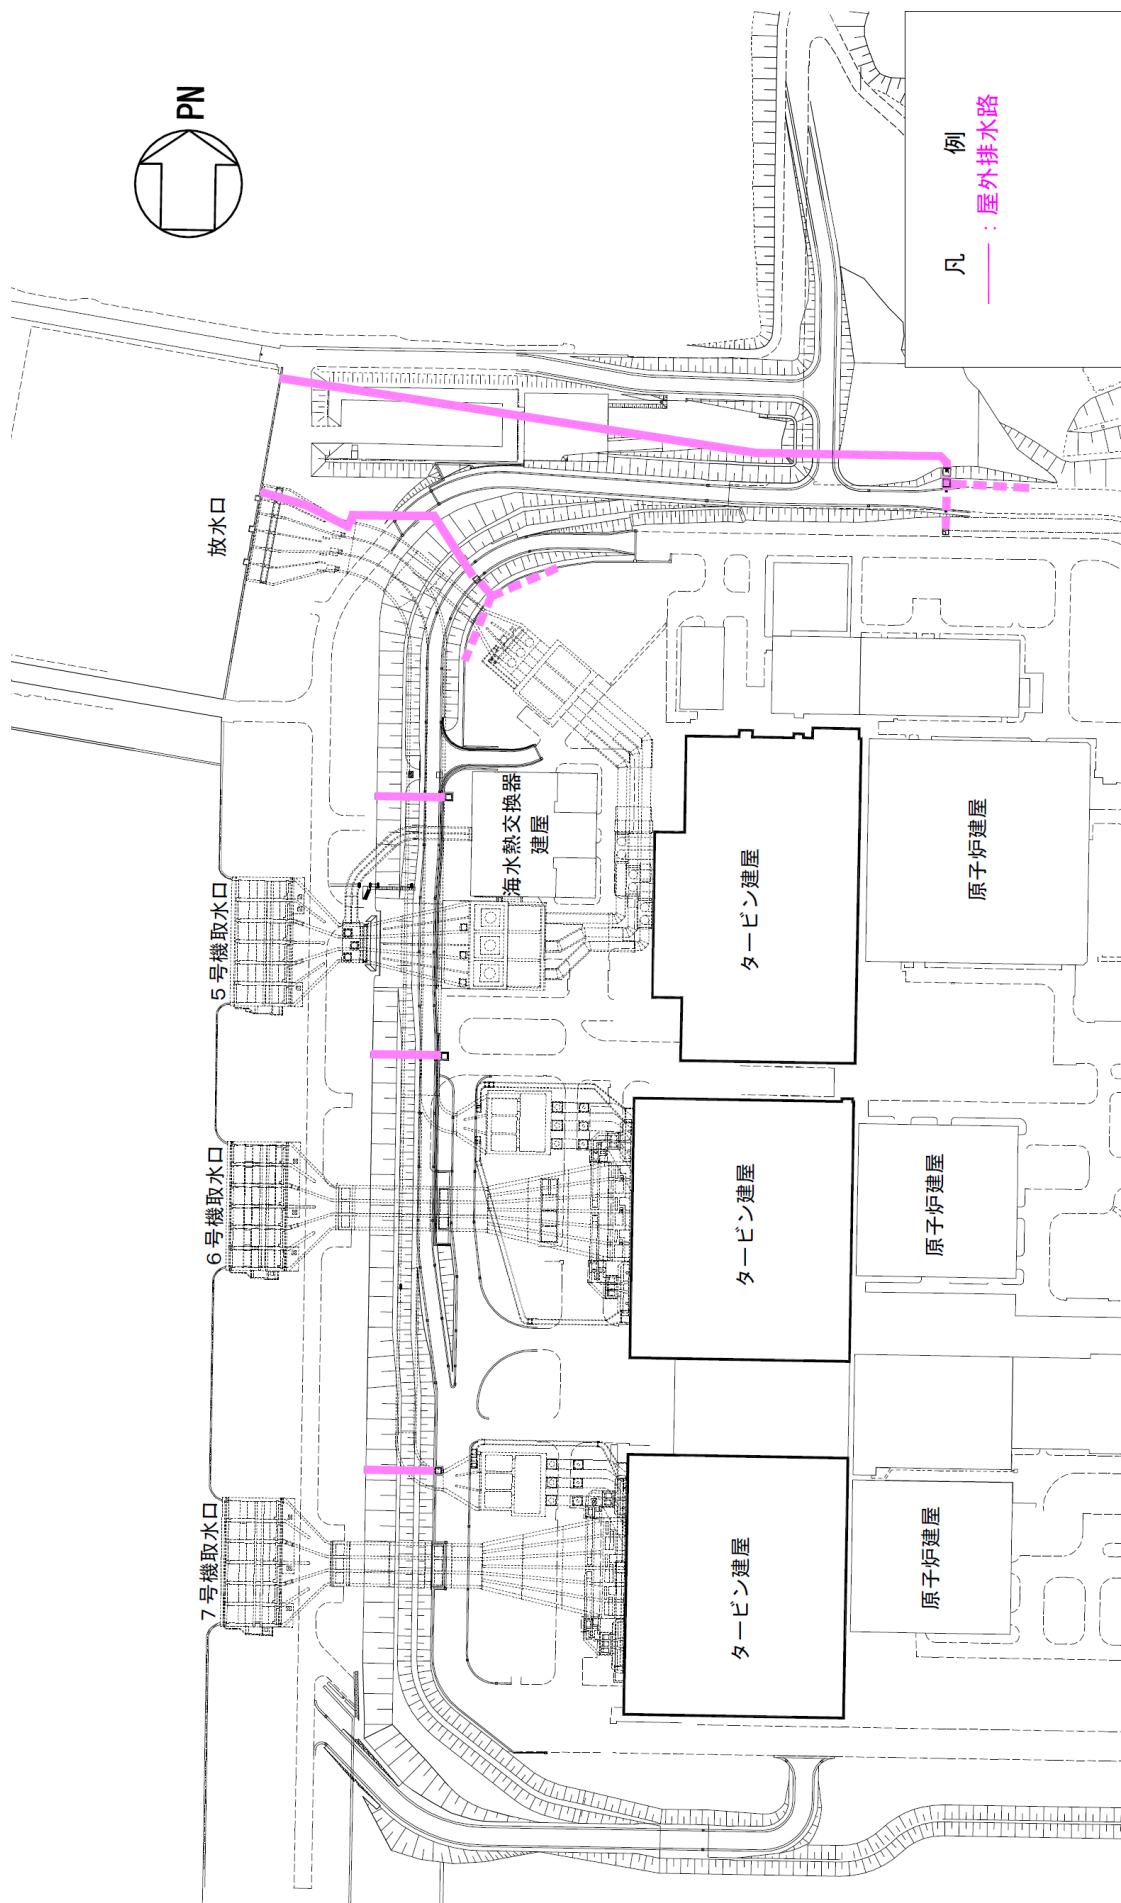 PN
凡　　例
―― : 屋外排水路
放水口
5号機取水口
6号機取水口
7号機取水口
海水熱交換器
建屋
タービン建屋
原子炉建屋
タービン建屋
原子炉建屋
タービン建屋
原子炉建屋